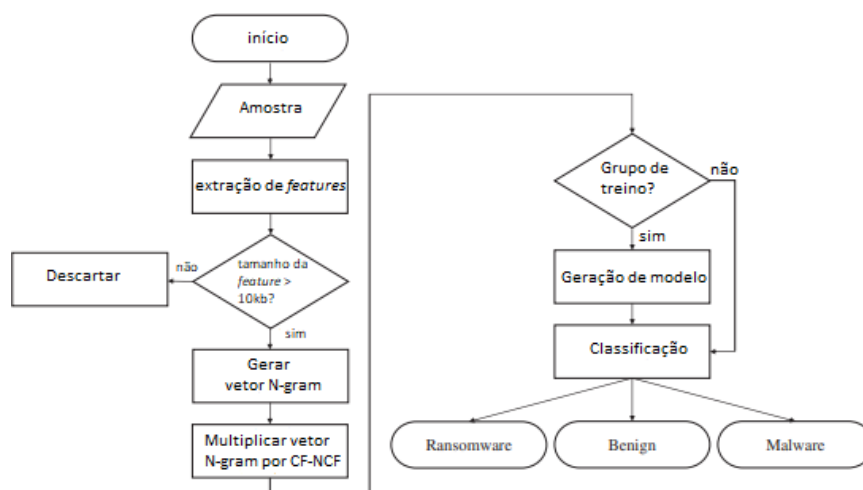 início
Amostra
extração de features
tamanho da
feature >
10kb?
não
Descartar
sim
Gerar
vetor N-gram
Multiplicar vetor
N-gram por CF-NCF
Grupo de
treino?
não
sim
Geração de modelo
Classificação
Ransomware
Benign
Malware